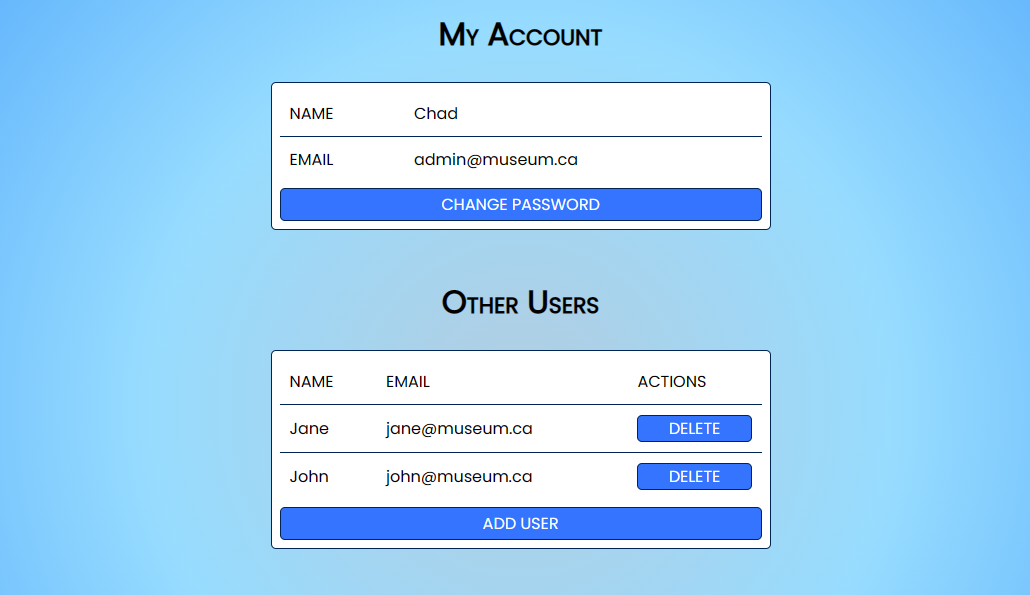 My Account
NAME Chad
EMAIL admin@museum.ca
CHANGE PASSWORD
Other Users
NAME EMAIL ACTIONS
Jane jane@museum.ca DELETE
John john@museum.ca DELETE
ADD USER